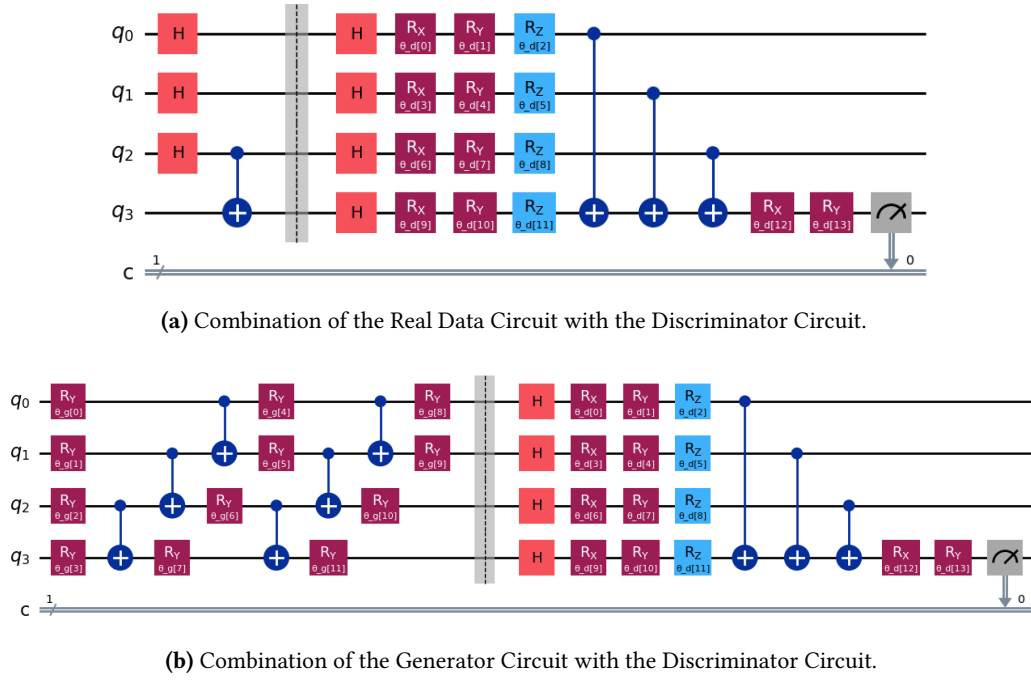 q0 H H RX θ_d[0] RY θ_d[1] RZ θ_d[2]
q1 H H RX θ_d[3] RY θ_d[4] RZ θ_d[5]
q2 H H RX θ_d[6] RY θ_d[7] RZ θ_d[8]
q3 H RX θ_d[9] RY θ_d[10] RZ θ_d[11] RX θ_d[12] RY θ_d[13]
c 1 0
(a) Combination of the Real Data Circuit with the Discriminator Circuit.
q0 RY θ_g[0] RY θ_g[4] RY θ_g[8] H RX θ_d[0] RY θ_d[1] RZ θ_d[2]
q1 RY θ_g[1] RY θ_g[5] RY θ_g[9] H RX θ_d[3] RY θ_d[4] RZ θ_d[5]
q2 RY θ_g[2] RY θ_g[6] RY θ_g[10] H RX θ_d[6] RY θ_d[7] RZ θ_d[8]
q3 RY θ_g[3] RY θ_g[7] RY θ_g[11] H RX θ_d[9] RY θ_d[10] RZ θ_d[11] RX θ_d[12] RY θ_d[13]
c 1 0
(b) Combination of the Generator Circuit with the Discriminator Circuit.